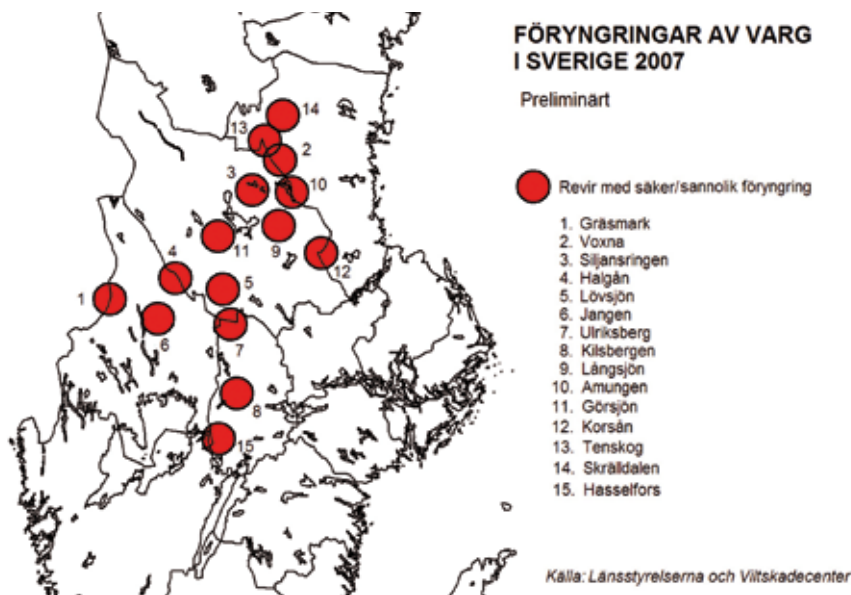 FÖRYNGRINGAR AV VARG
I SVERIGE 2007
Preliminärt
Revir med säker/sannolik föryngring
1. Gräsmark
2. Voxna
3. Siljansringen
4. Halgån
5. Lövsjön
6. Jangen
7. Ulriksberg
8. Kilsbergen
9. Långsjön
10. Amungen
11. Görsjön
12. Korsån
13. Tenskog
14. Skrälldalen
15. Hasselfors
14
13
2
3
10
9
11
12
4
5
1
6
7
8
15
Källa: Länsstyrelserna och Viltskadecenter